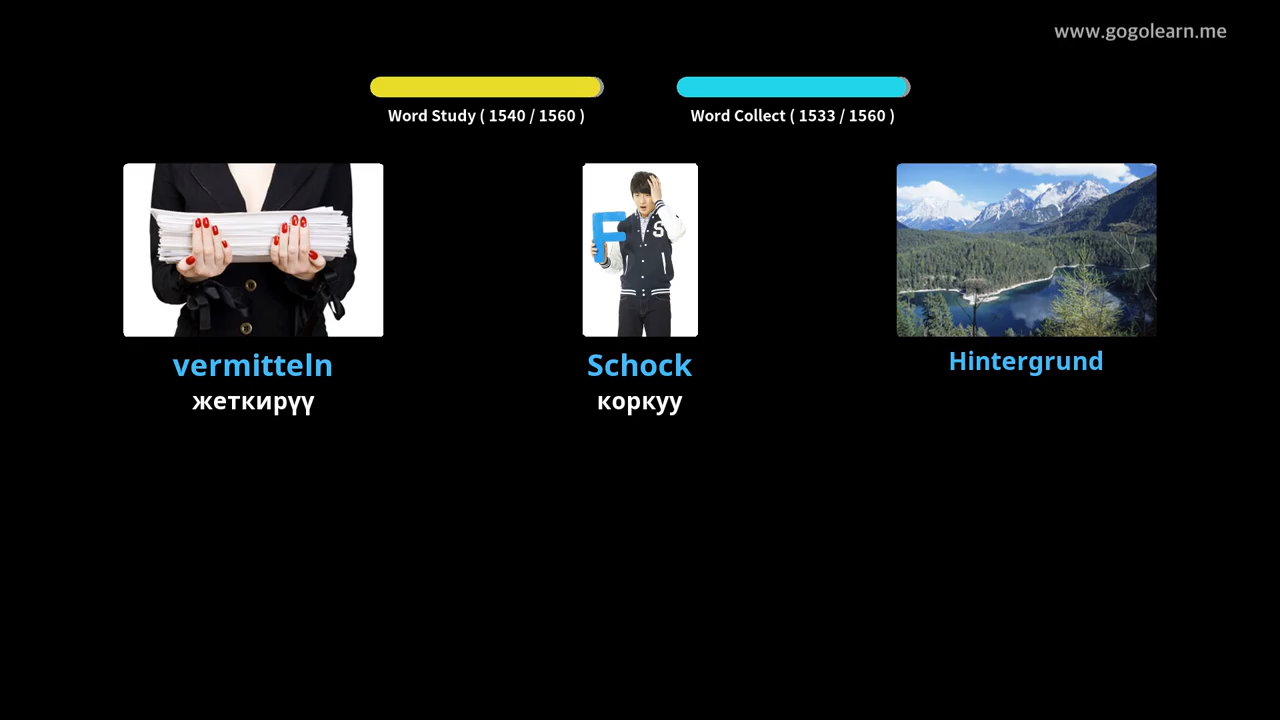 www.gogolearn.me
Word Study ( 1540 / 1560 )
Word Collect ( 1533 / 1560 )
F
S
vermitteln
жеткирүү
Schock
коркуу
Hintergrund